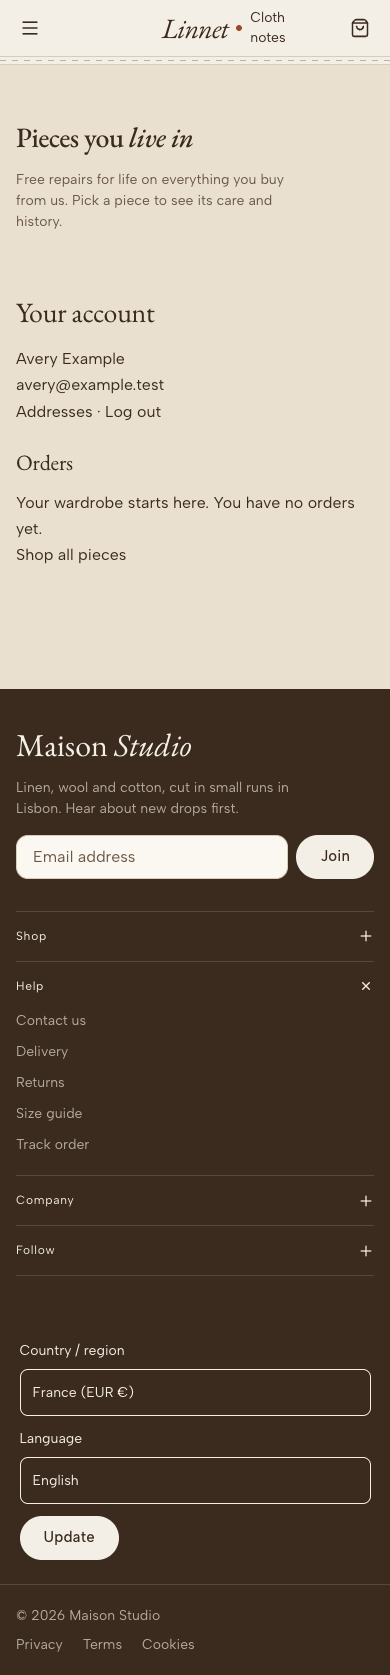 Linnet
Cloth
notes
Pieces you live in
Free repairs for life on everything you buy
from us. Pick a piece to see its care and
history.
Your account
Avery Example
avery@example.test
Addresses · Log out
Orders
Your wardrobe starts here. You have no orders
yet.
Shop all pieces
Maison Studio
Linen, wool and cotton, cut in small runs in
Lisbon. Hear about new drops first.
Email address
Join
Shop
Help
Contact us
Delivery
Returns
Size guide
Track order
Company
Follow
Country / region
France (EUR €)
Language
English
Update
© 2026 Maison Studio
Privacy Terms Cookies